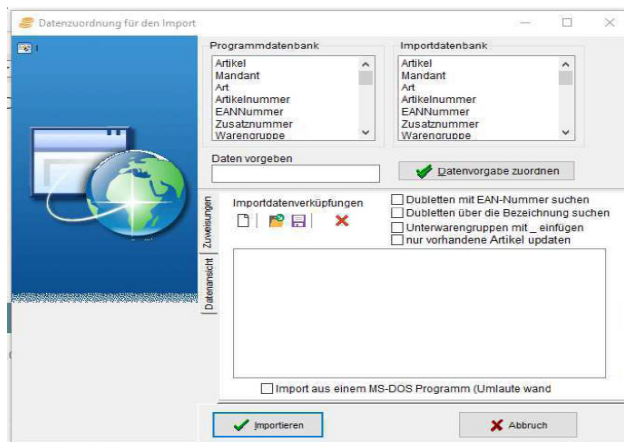 Datenzuordnung für den Import
Programmdatenbank
Artikel
Mandant
Art
Artikelnummer
EANNummer
Zusatznummer
Warengruppe
Importdatenbank
Artikel
Mandant
Art
Artikelnummer
EANNummer
Zusatznummer
Warengruppe
Daten vorgeben
Datenvorgabe zuordnen
Zuweisungen
Datenansicht
Importdatenverküpfungen
Dubletten mit EAN-Nummer suchen
Dubletten über die Bezeichnung suchen
Unterwarengruppen mit _ einfügen
nur vorhandene Artikel updaten
Import aus einem MS-DOS Programm (Umlaute wand
Importieren
Abbruch